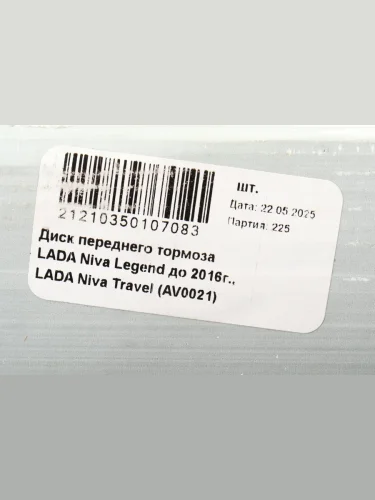 21210350107083
шт.
Дата: 22.05.2025
Партия: 225
Диск переднего тормоза
LADA Niva Legend до 2016г.,
LADA Niva Travel (AV0021)